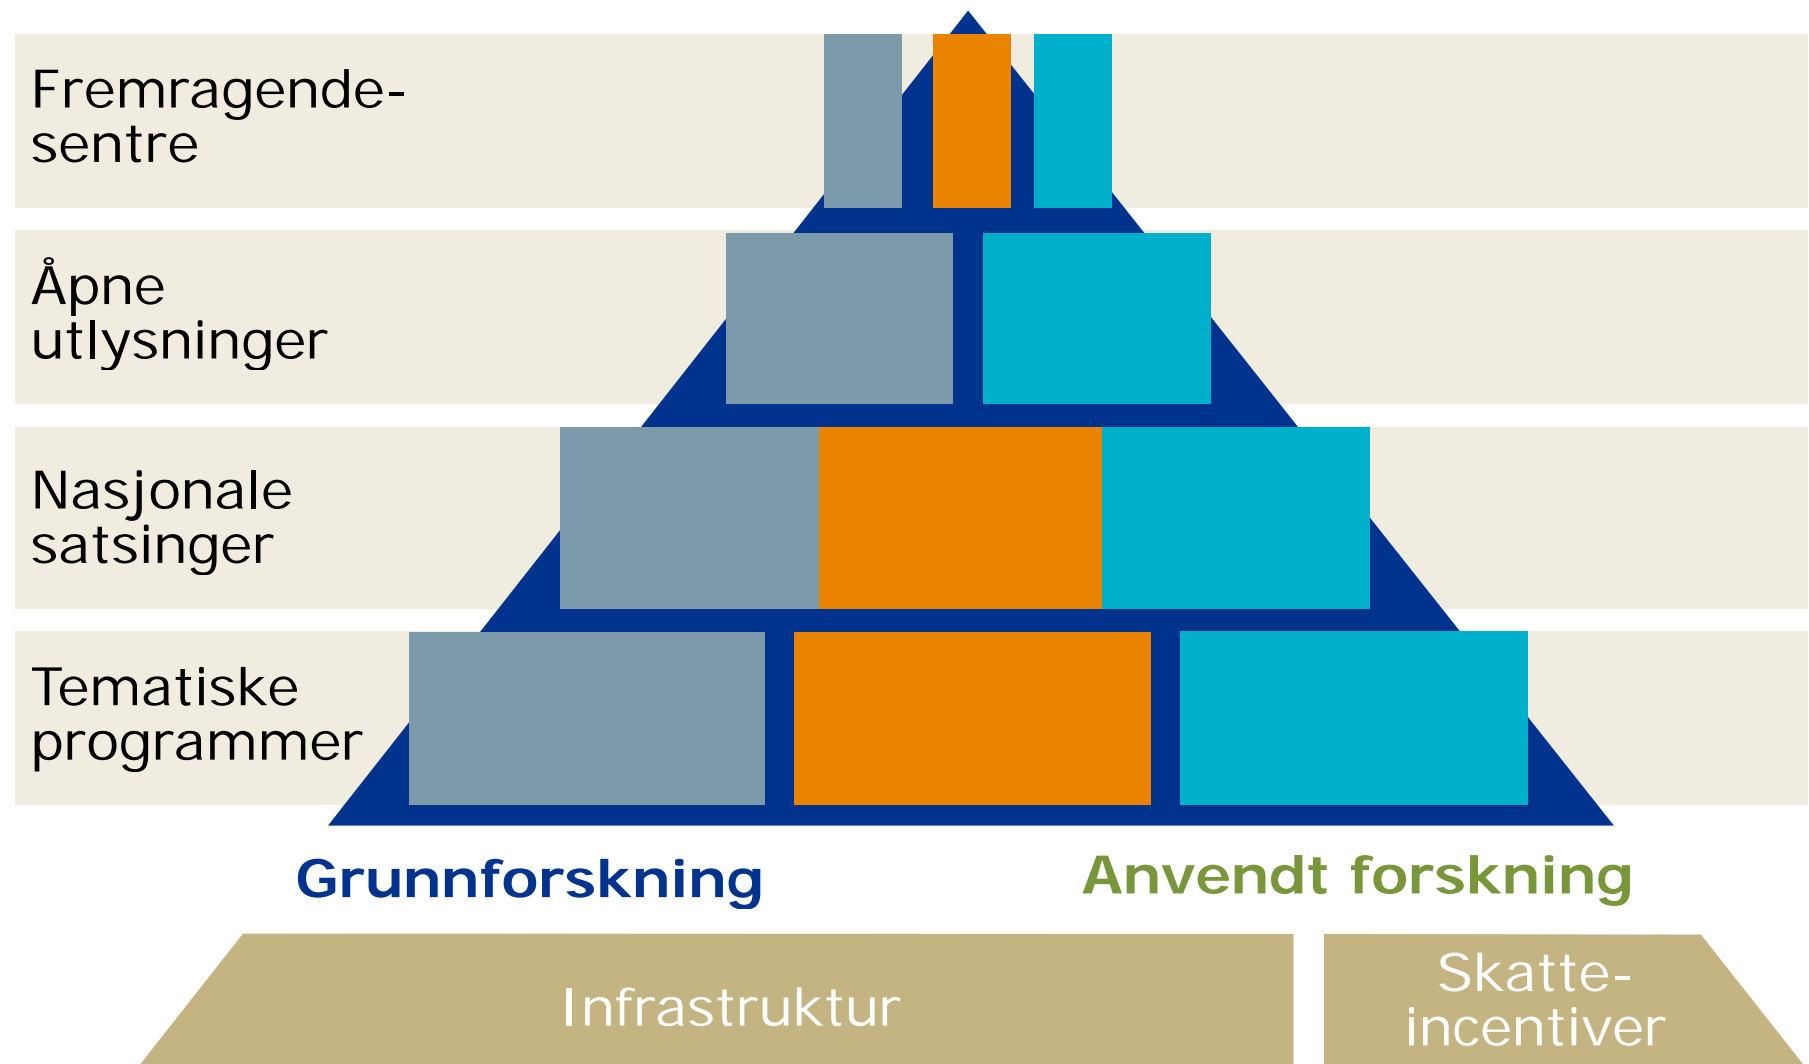 Fremragende-
sentre
Åpne
utlysninger
Nasjonale
satsinger
Tematiske
programmer
Grunnforskning
Anvendt forskning
Infrastruktur
Skatte-
incentiver